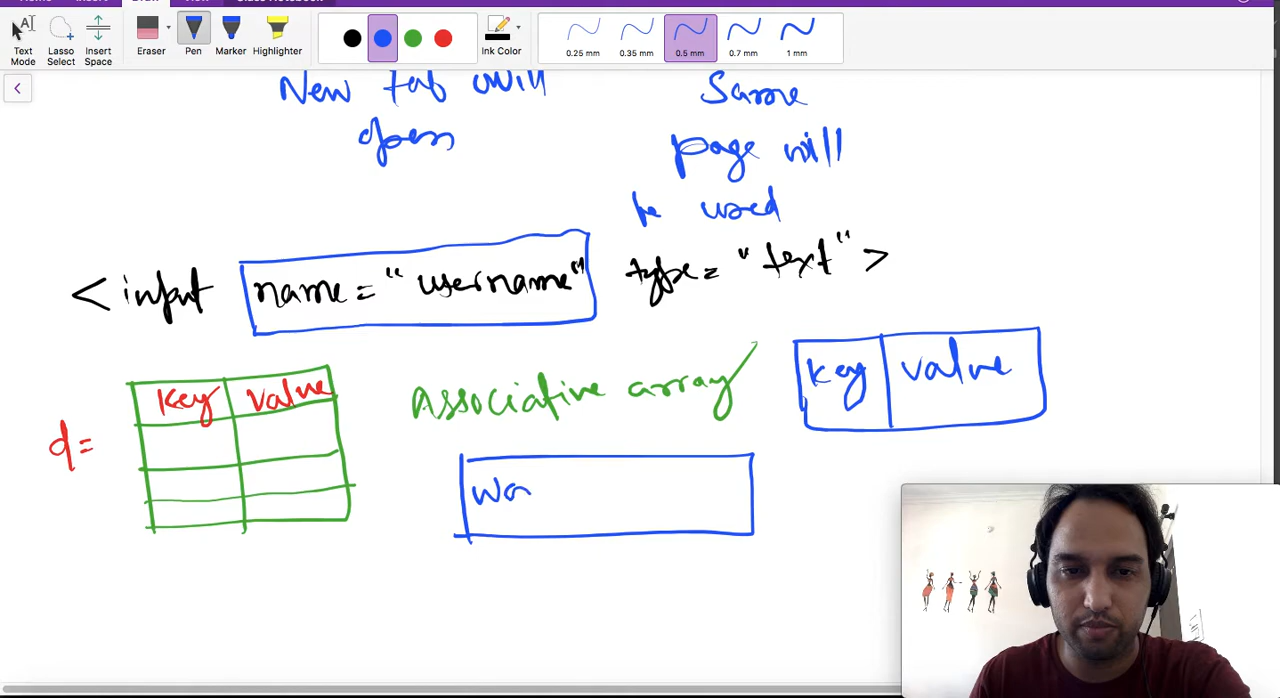 Text Mode
Lasso Select
Insert Space
Eraser
Pen
Marker
Highlighter
Ink Color
0.25 mm
0.35 mm
0.5 mm
0.7 mm
1 mm
New tab will open
Same page will be used
<input name="username" type="text">
key value
Associative array
key value
d=
wo